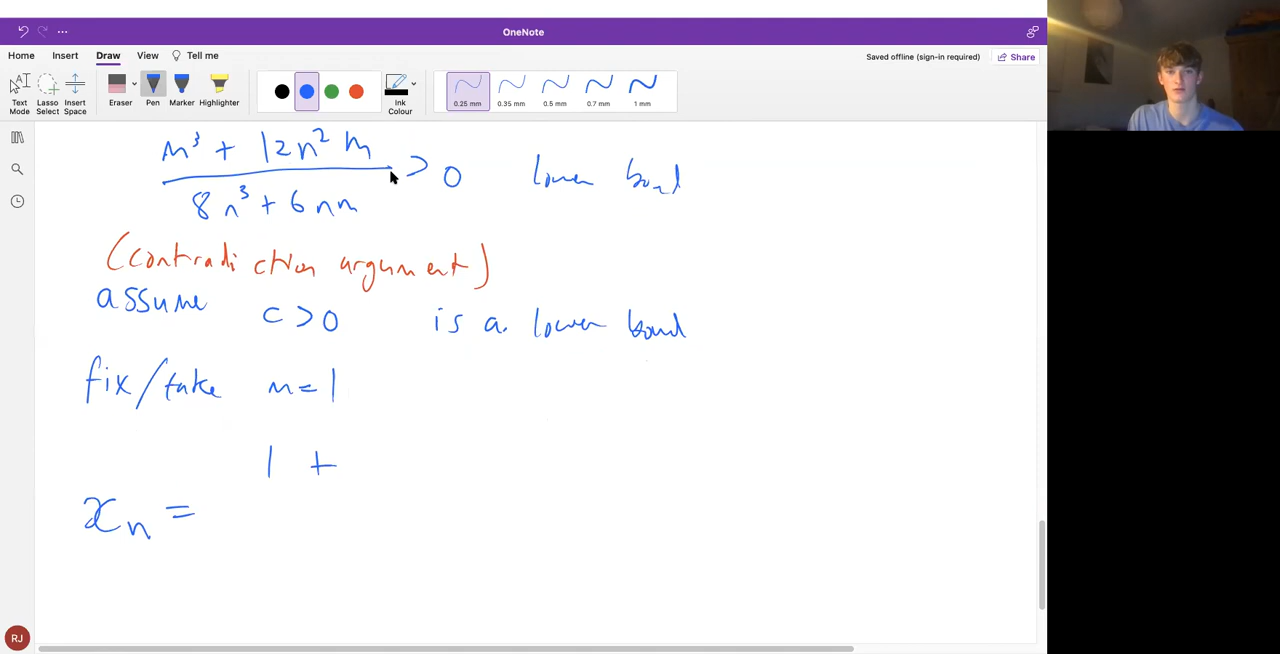 OneNote
Home Insert Draw View Tell me
Saved offline (sign-in required) Share
Text Mode
Lasso Select
Insert Space
Eraser
Pen
Marker
Highlighter
Ink Colour
0.25 mm 0.35 mm 0.5 mm 0.7 mm 1 mm
m³ + 12n²m
> 0 lower bond
8n³ + 6nm
(contradiction argument)
assume c > 0 is a lower bond
fix/take m = 1
1 +
xₙ =
RJ